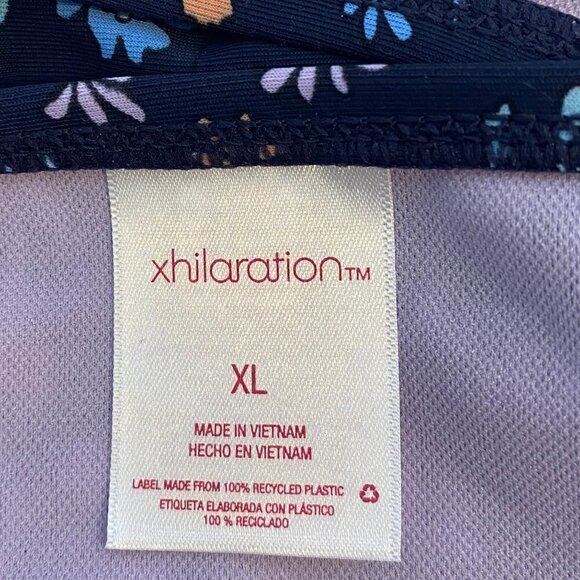 xhilaration™
XL
MADE IN VIETNAM
HECHO EN VIETNAM
LABEL MADE FROM 100% RECYCLED PLASTIC
ETIQUETA ELABORADA CON PLÁSTICO
100 % RECICLADO